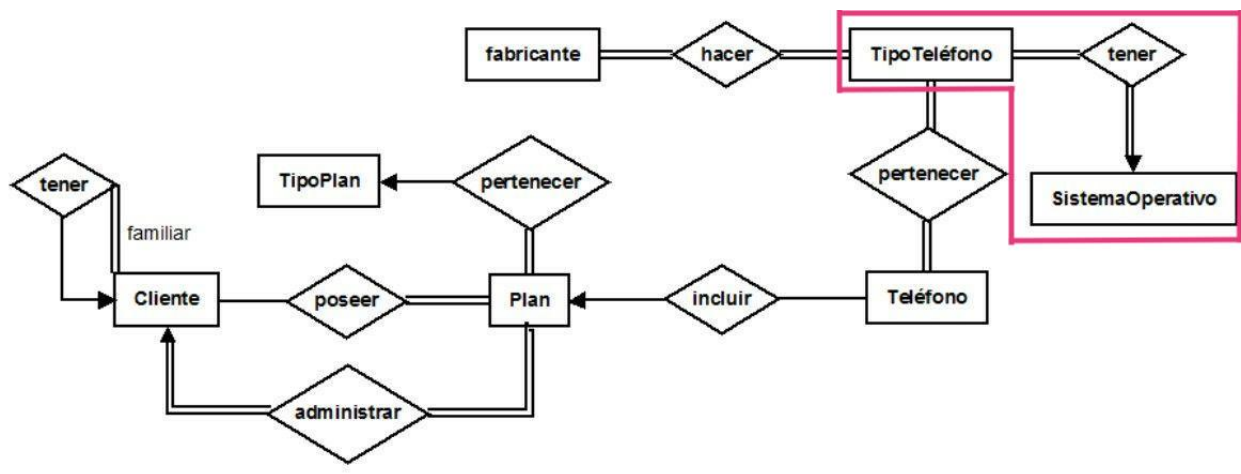 fabricante
hacer
TipoTeléfono
tener
tener
TipoPlan
pertenecer
pertenecer
SistemaOperativo
familiar
Cliente
poseer
Plan
incluir
Teléfono
administrar